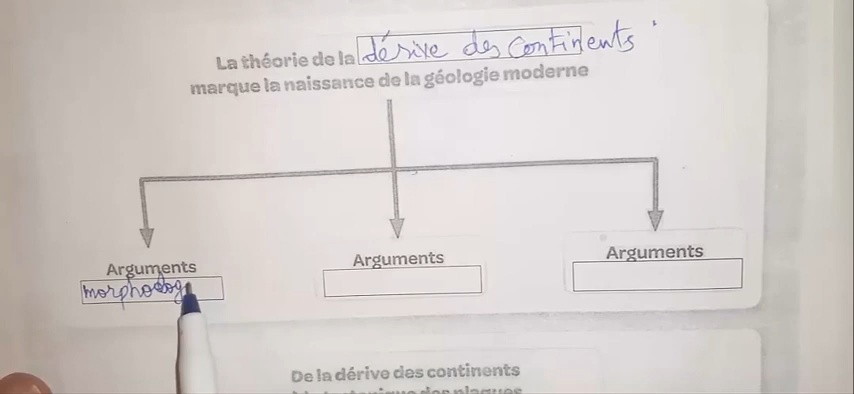 La théorie de la dérive des continents
marque la naissance de la géologie moderne
Arguments
morpholog
Arguments
Arguments
De la dérive des continents